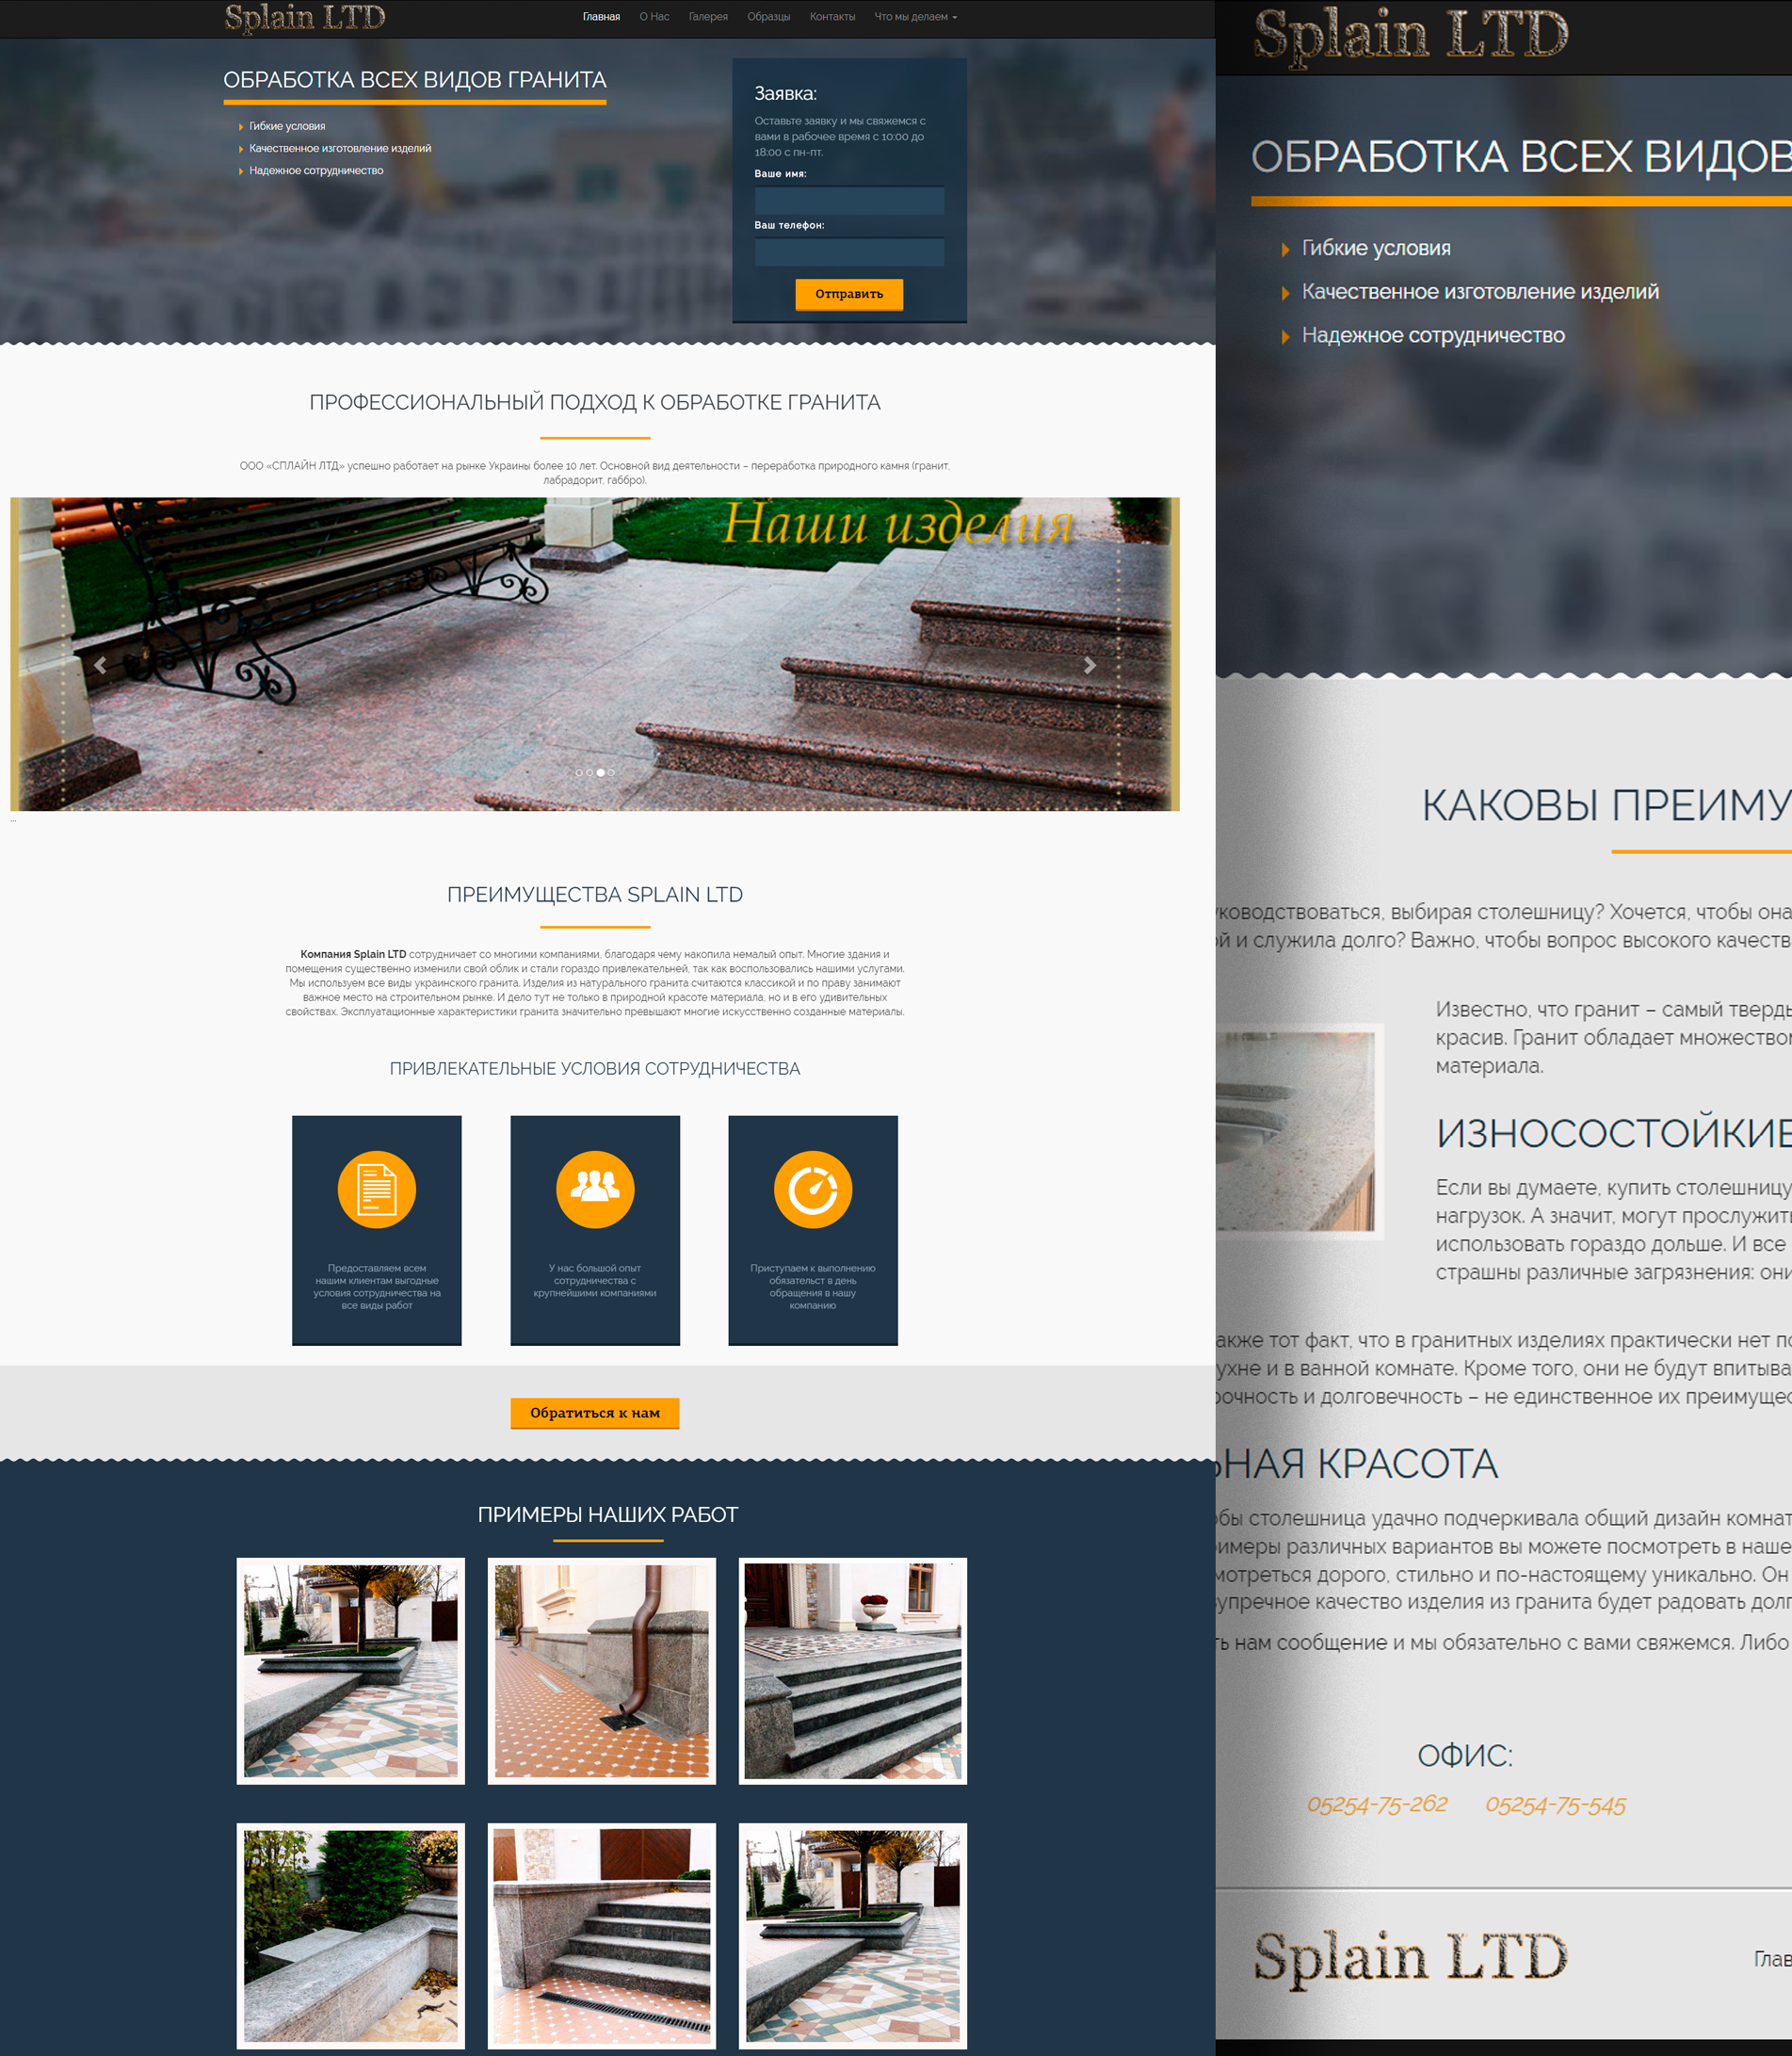 Splain LTD
Главная О Нас Галерея Образцы Контакты Что мы делаем
ОБРАБОТКА ВСЕХ ВИДОВ ГРАНИТА
Гибкие условия
Качественное изготовление изделий
Надежное сотрудничество
Заявка:
Оставьте заявку и мы свяжемся с
вами в рабочее время с 10:00 до
18:00 с пн-пт.
Ваше имя:
Ваш телефон:
Отправить
ПРОФЕССИОНАЛЬНЫЙ ПОДХОД К ОБРАБОТКЕ ГРАНИТА
ООО «СПЛАЙН ЛТД» успешно работает на рынке Украины более 10 лет. Основной вид деятельности – переработка природного камня (гранит,
лабрадорит, габбро).
Наши изделия
...
ПРЕИМУЩЕСТВА SPLAIN LTD
Компания Splain LTD сотрудничает со многими компаниями, благодаря чему накопила немалый опыт. Многие здания и
помещения существенно изменили свой облик и стали гораздо привлекательней, так как воспользовались нашими услугами.
Мы используем все виды украинского гранита. Изделия из натурального гранита считаются классикой и по праву занимают
важное место на строительном рынке. И дело тут не только в природной красоте материала, но и в его удивительных
свойствах. Эксплуатационные характеристики гранита значительно превышают многие искусственно созданные материалы.
ПРИВЛЕКАТЕЛЬНЫЕ УСЛОВИЯ СОТРУДНИЧЕСТВА
Предоставляем всем
нашим клиентам выгодные
условия сотрудничества на
все виды работ
У нас большой опыт
сотрудничества с
крупнейшими компаниями
Приступаем к выполнению
обязательст в день
обращения в нашу
компанию
Обратиться к нам
ПРИМЕРЫ НАШИХ РАБОТ
Splain LTD
ОБРАБОТКА ВСЕХ ВИДОВ
Гибкие условия
Качественное изготовление изделий
Надежное сотрудничество
КАКОВЫ ПРЕИМУ
уководствоваться, выбирая столешницу? Хочется, чтобы она
ой и служила долго? Важно, чтобы вопрос высокого качеств
Известно, что гранит – самый тверды
красив. Гранит обладает множеством
материала.
ИЗНОСОСТОЙКИЕ
Если вы думаете, купить столешницу
нагрузок. А значит, могут прослужить
использовать гораздо дольше. И все
страшны различные загрязнения: они
акже тот факт, что в гранитных изделиях практически нет по
ухне и в ванной комнате. Кроме того, они не будут впитыва
рочность и долговечность – не единственное их преимущес
ЬНАЯ КРАСОТА
обы столешница удачно подчеркивала общий дизайн комнат
римеры различных вариантов вы можете посмотреть в наше
мотреться дорого, стильно и по-настоящему уникально. Он
зупречное качество изделия из гранита будет радовать долг
ть нам сообщение и мы обязательно с вами свяжемся. Либо
ОФИС:
05254-75-262 05254-75-545
Splain LTD
Глав